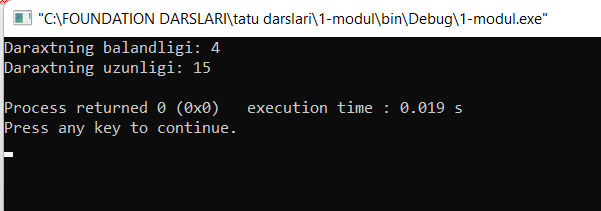 "C:\FOUNDATION DARSLARI\tatu darslari\1-modul\bin\Debug\1-modul.exe"
Daraxtning balandligi: 4
Daraxtning uzunligi: 15
Process returned 0 (0x0)   execution time : 0.019 s
Press any key to continue.